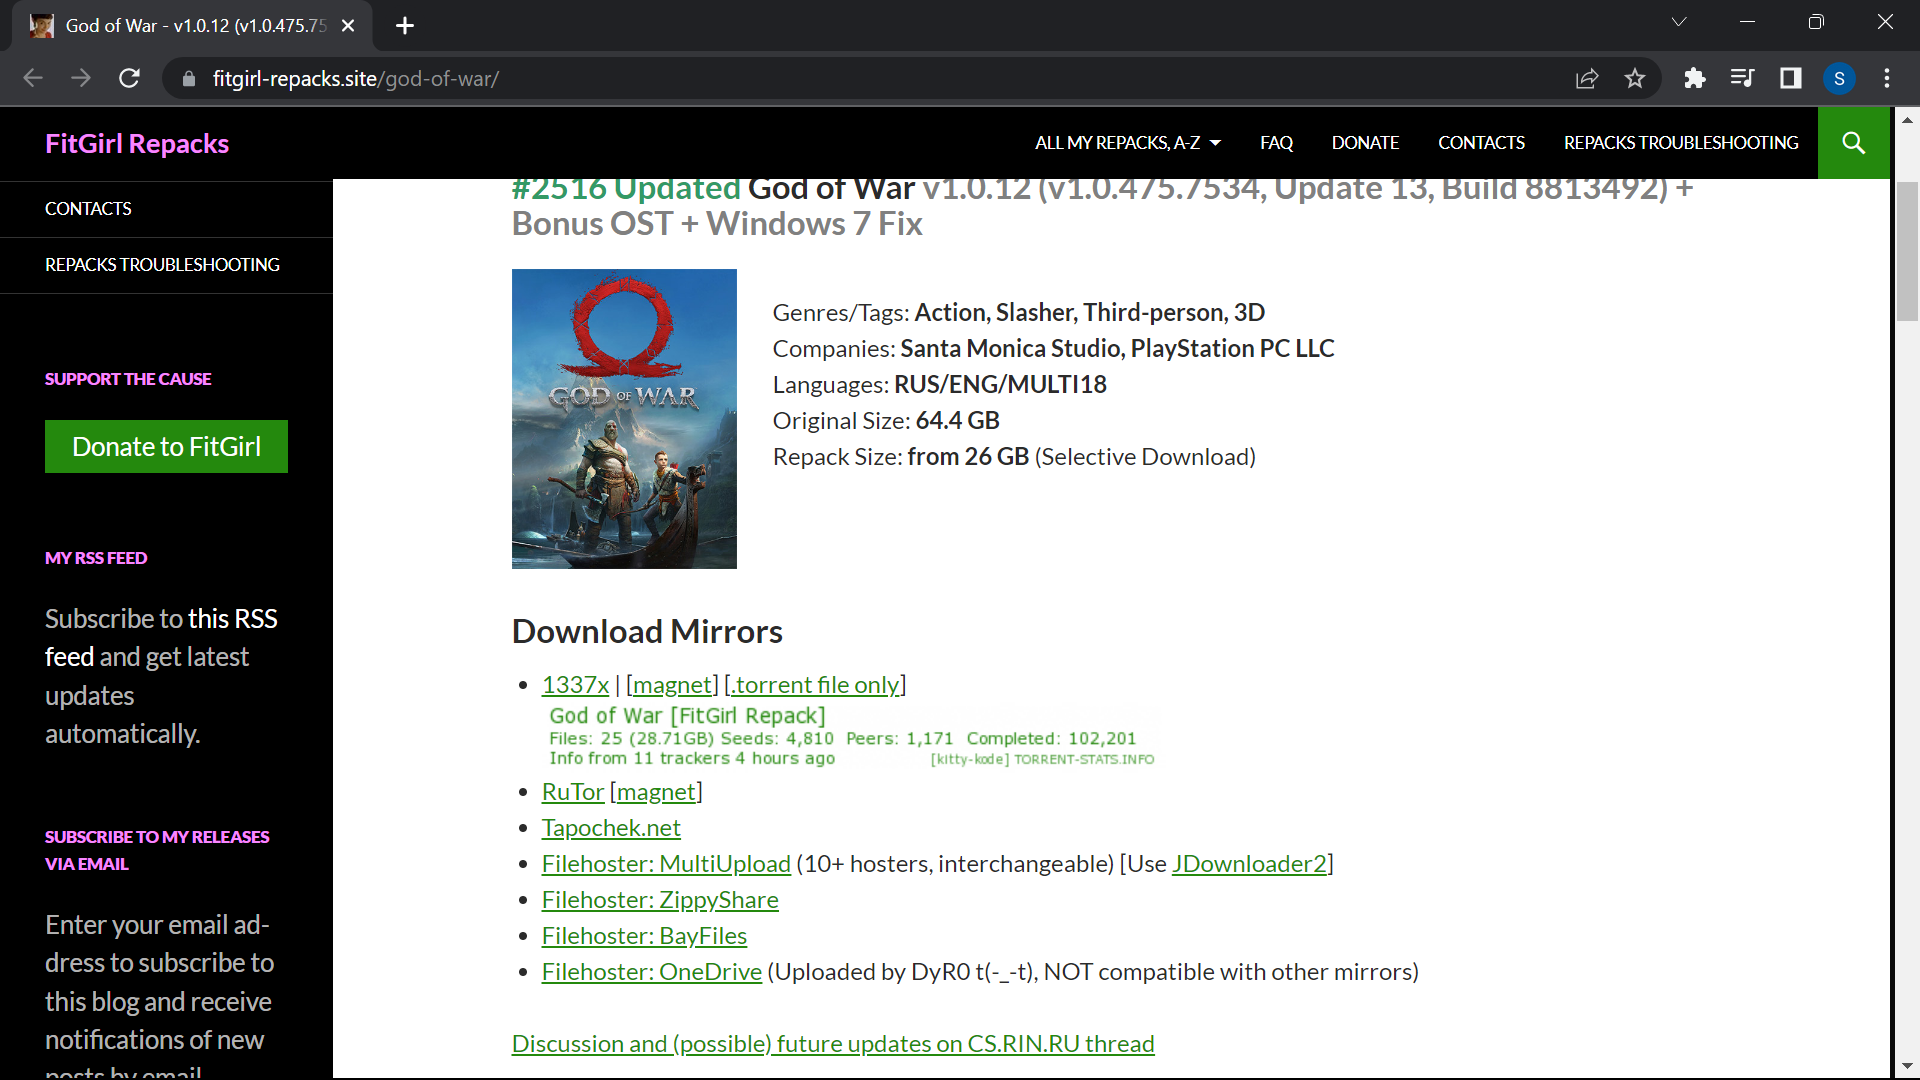 God of War - v1.0.12 (v1.0.475.75
fitgirl-repacks.site/god-of-war/
S
FitGirl Repacks
ALL MY REPACKS, A-Z
FAQ
DONATE
CONTACTS
REPACKS TROUBLESHOOTING
CONTACTS
REPACKS TROUBLESHOOTING
SUPPORT THE CAUSE
Donate to FitGirl
MY RSS FEED
Subscribe to this RSS
feed and get latest
updates
automatically.
SUBSCRIBE TO MY RELEASES
VIA EMAIL
Enter your email ad-
dress to subscribe to
this blog and receive
notifications of new
posts by email.
#2516 Updated God of War v1.0.12 (v1.0.475.7534, Update 13, Build 8813492) +
Bonus OST + Windows 7 Fix
GOD OF WAR
Genres/Tags: Action, Slasher, Third-person, 3D
Companies: Santa Monica Studio, PlayStation PC LLC
Languages: RUS/ENG/MULTI18
Original Size: 64.4 GB
Repack Size: from 26 GB (Selective Download)
Download Mirrors
• 1337x | [magnet] [.torrent file only]
God of War [FitGirl Repack]
Files: 25 (28.71GB) Seeds: 4,810 Peers: 1,171 Completed: 102,201
Info from 11 trackers 4 hours ago [kitty-kode] TORRENT-STATS.INFO
• RuTor [magnet]
• Tapochek.net
• Filehoster: MultiUpload (10+ hosters, interchangeable) [Use JDownloader2]
• Filehoster: ZippyShare
• Filehoster: BayFiles
• Filehoster: OneDrive (Uploaded by DyR0 t(-_-t), NOT compatible with other mirrors)
Discussion and (possible) future updates on CS.RIN.RU thread